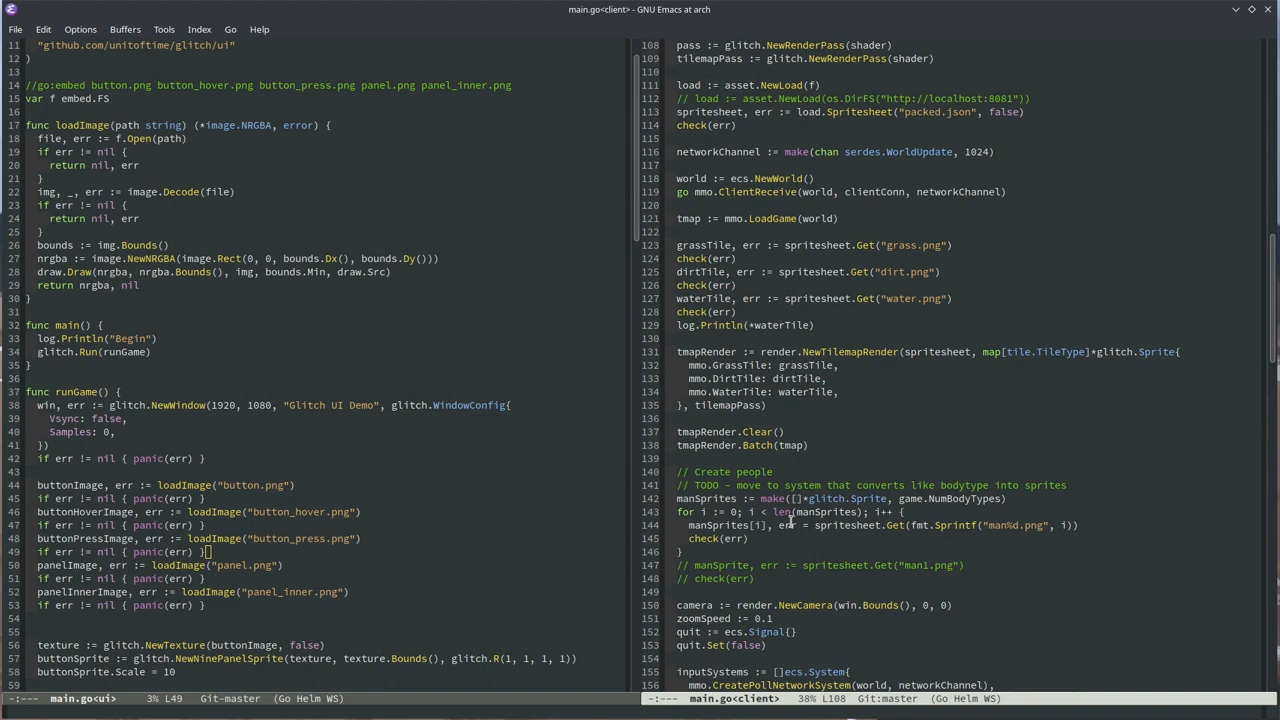 main.go<client> - GNU Emacs at arch
File Edit Options Buffers Tools Index Go Help
11 "github.com/unitoftime/glitch/ui"
12 )
13
14 //go:embed button.png button_hover.png button_press.png panel.png panel_inner.png
15 var f embed.FS
16
17 func loadImage(path string) (*image.NRGBA, error) {
18 file, err := f.Open(path)
19 if err != nil {
20 return nil, err
21 }
22 img, _, err := image.Decode(file)
23 if err != nil {
24 return nil, err
25 }
26 bounds := img.Bounds()
27 nrgba := image.NewNRGBA(image.Rect(0, 0, bounds.Dx(), bounds.Dy()))
28 draw.Draw(nrgba, nrgba.Bounds(), img, bounds.Min, draw.Src)
29 return nrgba, nil
30 }
31
32 func main() {
33 log.Println("Begin")
34 glitch.Run(runGame)
35 }
36
37 func runGame() {
38 win, err := glitch.NewWindow(1920, 1080, "Glitch UI Demo", glitch.WindowConfig{
39 Vsync: false,
40 Samples: 0,
41 })
42 if err != nil { panic(err) }
43
44 buttonImage, err := loadImage("button.png")
45 if err != nil { panic(err) }
46 buttonHoverImage, err := loadImage("button_hover.png")
47 if err != nil { panic(err) }
48 buttonPressImage, err := loadImage("button_press.png")
49 if err != nil { panic(err) }
50 panelImage, err := loadImage("panel.png")
51 if err != nil { panic(err) }
52 panelInnerImage, err := loadImage("panel_inner.png")
53 if err != nil { panic(err) }
54
55
56 texture := glitch.NewTexture(buttonImage, false)
57 buttonSprite := glitch.NewNinePanelSprite(texture, texture.Bounds(), glitch.R(1, 1, 1, 1))
58 buttonSprite.Scale = 10
59
-:--- main.go<ui> 3% L49 Git-master (Go Helm WS)
108 pass := glitch.NewRenderPass(shader)
109 tilemapPass := glitch.NewRenderPass(shader)
110
111 load := asset.NewLoad(f)
112 // load := asset.NewLoad(os.DirFS("http://localhost:8081"))
113 spritesheet, err := load.Spritesheet("packed.json", false)
114 check(err)
115
116 networkChannel := make(chan serdes.WorldUpdate, 1024)
117
118 world := ecs.NewWorld()
119 go mmo.ClientReceive(world, clientConn, networkChannel)
120
121 tmap := mmo.LoadGame(world)
122
123 grassTile, err := spritesheet.Get("grass.png")
124 check(err)
125 dirtTile, err := spritesheet.Get("dirt.png")
126 check(err)
127 waterTile, err := spritesheet.Get("water.png")
128 check(err)
129 log.Println(*waterTile)
130
131 tmapRender := render.NewTilemapRender(spritesheet, map[tile.TileType]*glitch.Sprite{
132 mmo.GrassTile: grassTile,
133 mmo.DirtTile: dirtTile,
134 mmo.WaterTile: waterTile,
135 }, tilemapPass)
136
137 tmapRender.Clear()
138 tmapRender.Batch(tmap)
139
140 // Create people
141 // TODO - move to system that converts like bodytype into sprites
142 manSprites := make([]*glitch.Sprite, game.NumBodyTypes)
143 for i := 0; i < len(manSprites); i++ {
144 manSprites[i], err = spritesheet.Get(fmt.Sprintf("man%d.png", i))
145 check(err)
146 }
147 // manSprite, err := spritesheet.Get("man1.png")
148 // check(err)
149
150 camera := render.NewCamera(win.Bounds(), 0, 0)
151 zoomSpeed := 0.1
152 quit := ecs.Signal{}
153 quit.Set(false)
154
155 inputSystems := []ecs.System{
156 mmo.CreatePollNetworkSystem(world, networkChannel),
-:--- main.go<client> 38% L108 Git:master (Go Helm WS)